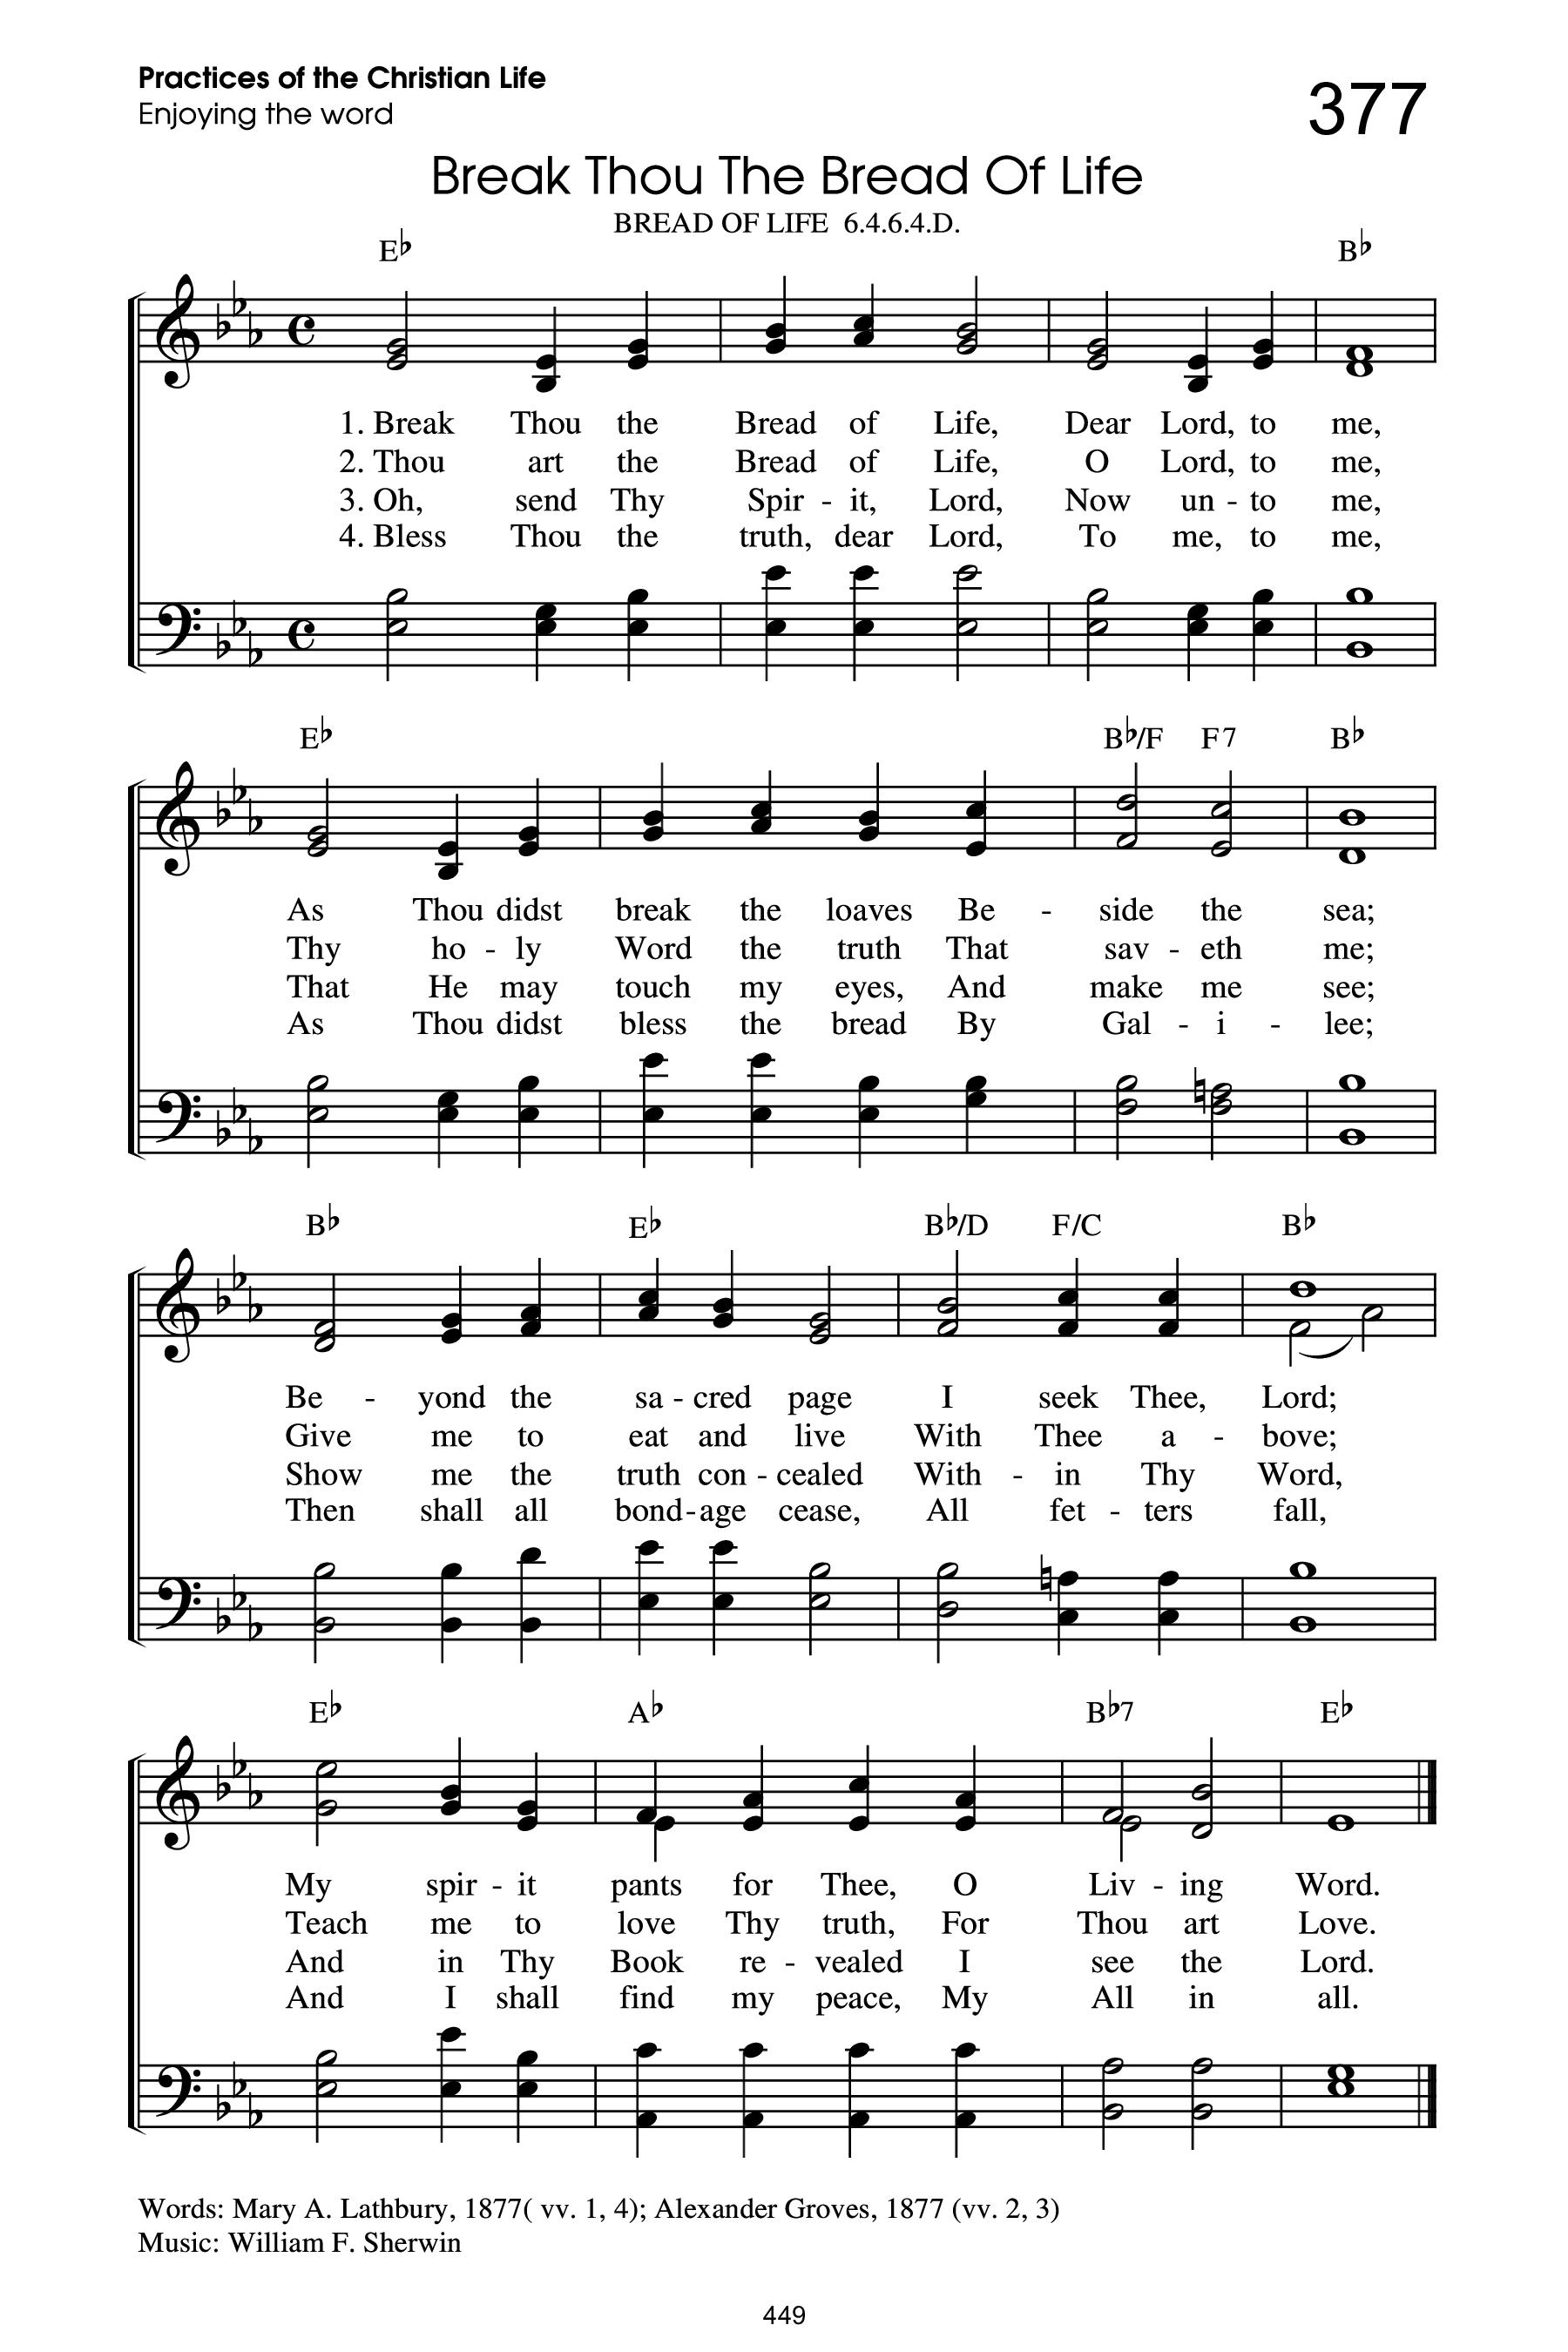 Practices of the Christian Life
Enjoying the word
377
Break Thou The Bread Of Life
BREAD OF LIFE 6.4.6.4.D.
E♭ B♭
1. Break Thou the Bread of Life, Dear Lord, to me,
2. Thou art the Bread of Life, O Lord, to me,
3. Oh, send Thy Spir - it, Lord, Now un - to me,
4. Bless Thou the truth, dear Lord, To me, to me,
E♭ B♭/F F7 B♭
As Thou didst break the loaves Be - side the sea;
Thy ho - ly Word the truth That sav - eth me;
That He may touch my eyes, And make me see;
As Thou didst bless the bread By Gal - i - lee;
B♭ E♭ B♭/D F/C B♭
Be - yond the sa - cred page I seek Thee, Lord;
Give me to eat and live With Thee a - bove;
Show me the truth con - cealed With - in Thy Word,
Then shall all bond - age cease, All fet - ters fall,
E♭ A♭ B♭7 E♭
My spir - it pants for Thee, O Liv - ing Word.
Teach me to love Thy truth, For Thou art Love.
And in Thy Book re - vealed I see the Lord.
And I shall find my peace, My All in all.
Words: Mary A. Lathbury, 1877( vv. 1, 4); Alexander Groves, 1877 (vv. 2, 3)
Music: William F. Sherwin
449